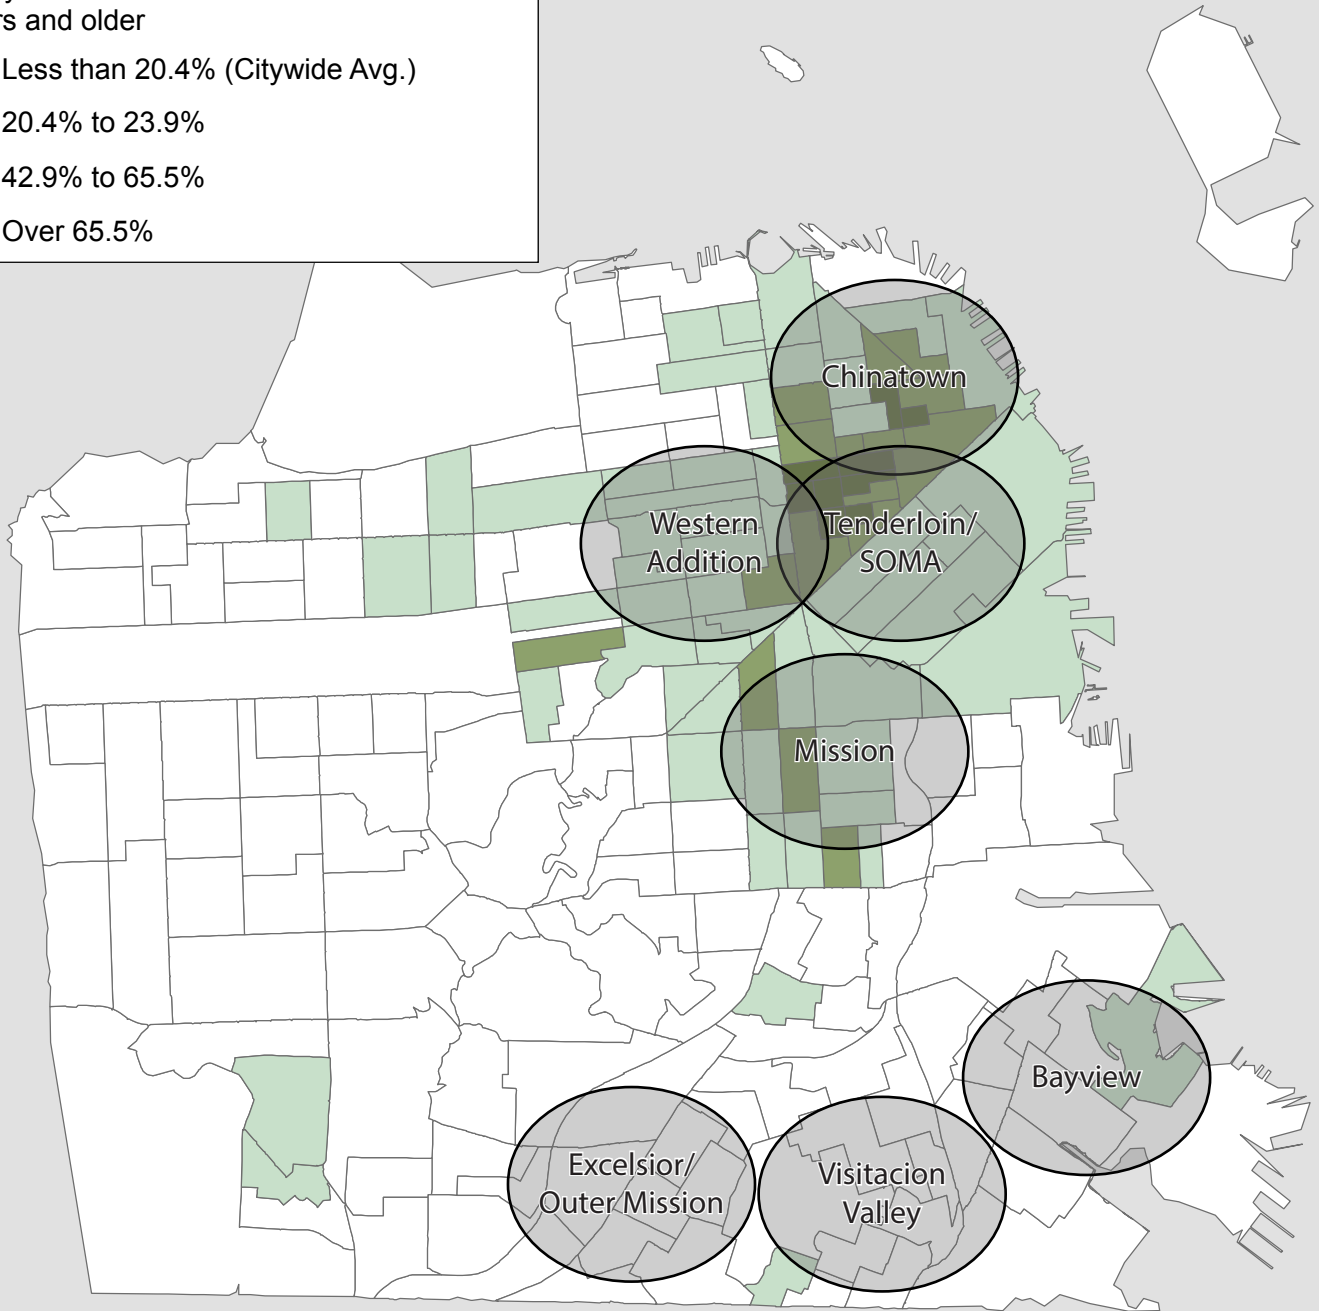 rs and older
Less than 20.4% (Citywide Avg.)
20.4% to 23.9%
42.9% to 65.5%
Over 65.5%
Chinatown
Western
Addition
Tenderloin/
SOMA
Mission
Bayview
Excelsior/
Outer Mission
Visitacion
Valley